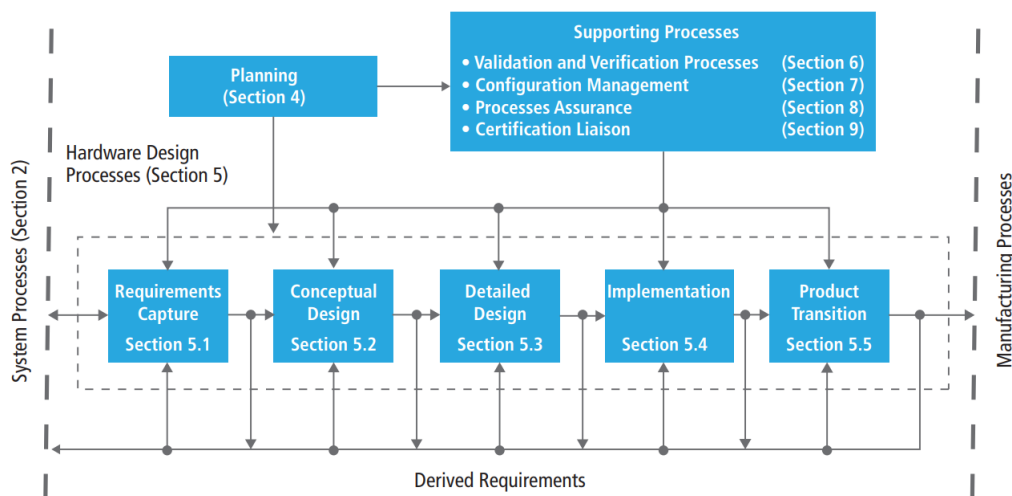 Supporting Processes
• Validation and Verification Processes (Section 6)
• Configuration Management (Section 7)
• Processes Assurance (Section 8)
• Certification Liaison (Section 9)
Planning
(Section 4)
Hardware Design
Processes (Section 5)
System Processes (Section 2)
Manufacturing Processes
Requirements
Capture
Section 5.1
Conceptual
Design
Section 5.2
Detailed
Design
Section 5.3
Implementation
Section 5.4
Product
Transition
Section 5.5
Derived Requirements